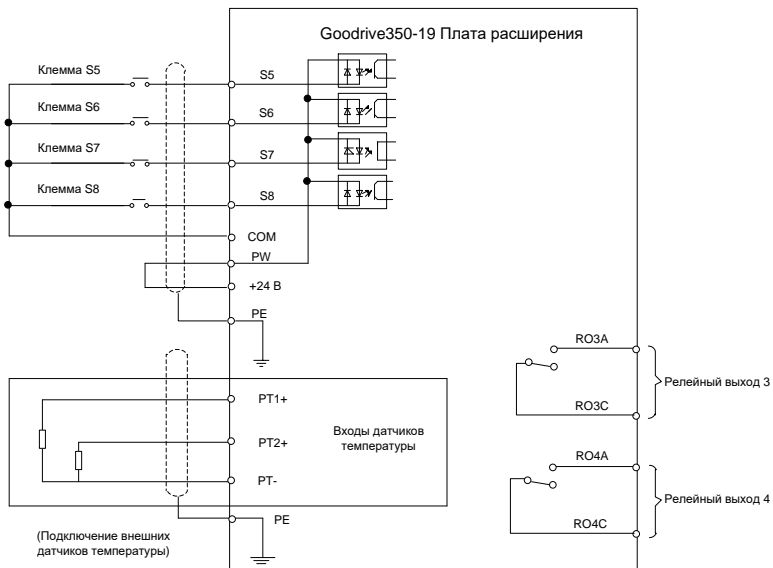 Goodrive350-19 Плата расширения
Клемма S5
S5
Клемма S6
S6
Клемма S7
S7
Клемма S8
S8
COM
PW
+24 В
PE
RO3A
Релейный выход 3
RO3C
PT1+
Входы датчиков
температуры
PT2+
PT-
RO4A
Релейный выход 4
RO4C
PE
(Подключение внешних
датчиков температуры)